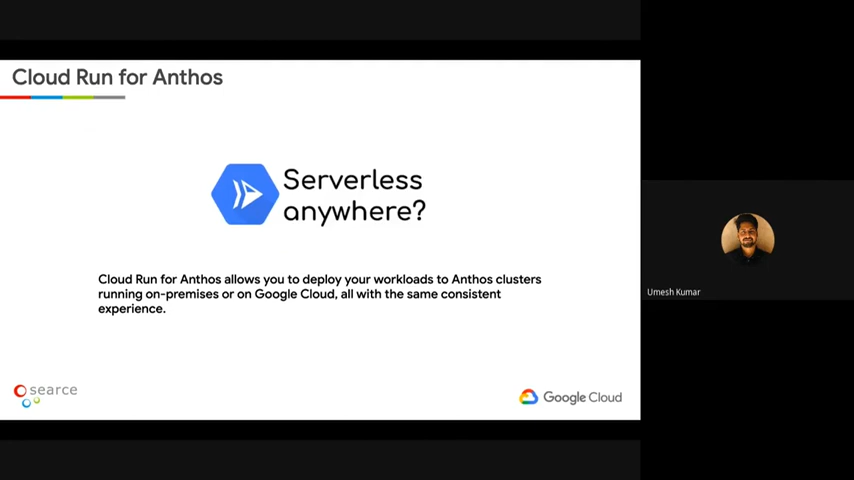 Cloud Run for Anthos
Serverless
anywhere?
Cloud Run for Anthos allows you to deploy your workloads to Anthos clusters
running on-premises or on Google Cloud, all with the same consistent
experience.
searce
Google Cloud
Umesh Kumar